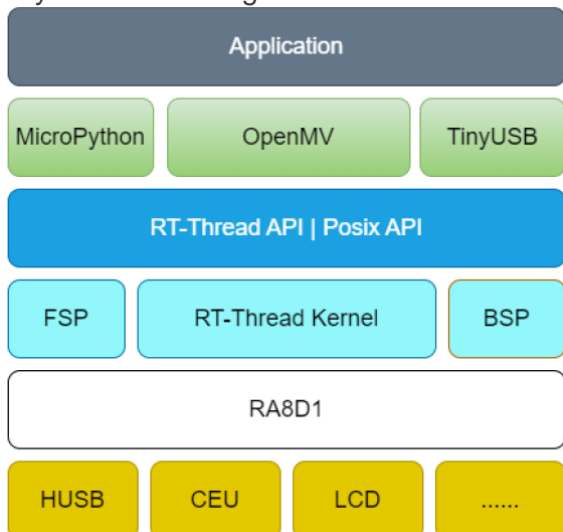 Application
MicroPython OpenMV TinyUSB
RT-Thread API | Posix API
FSP RT-Thread Kernel BSP
RA8D1
HUSB CEU LCD ......